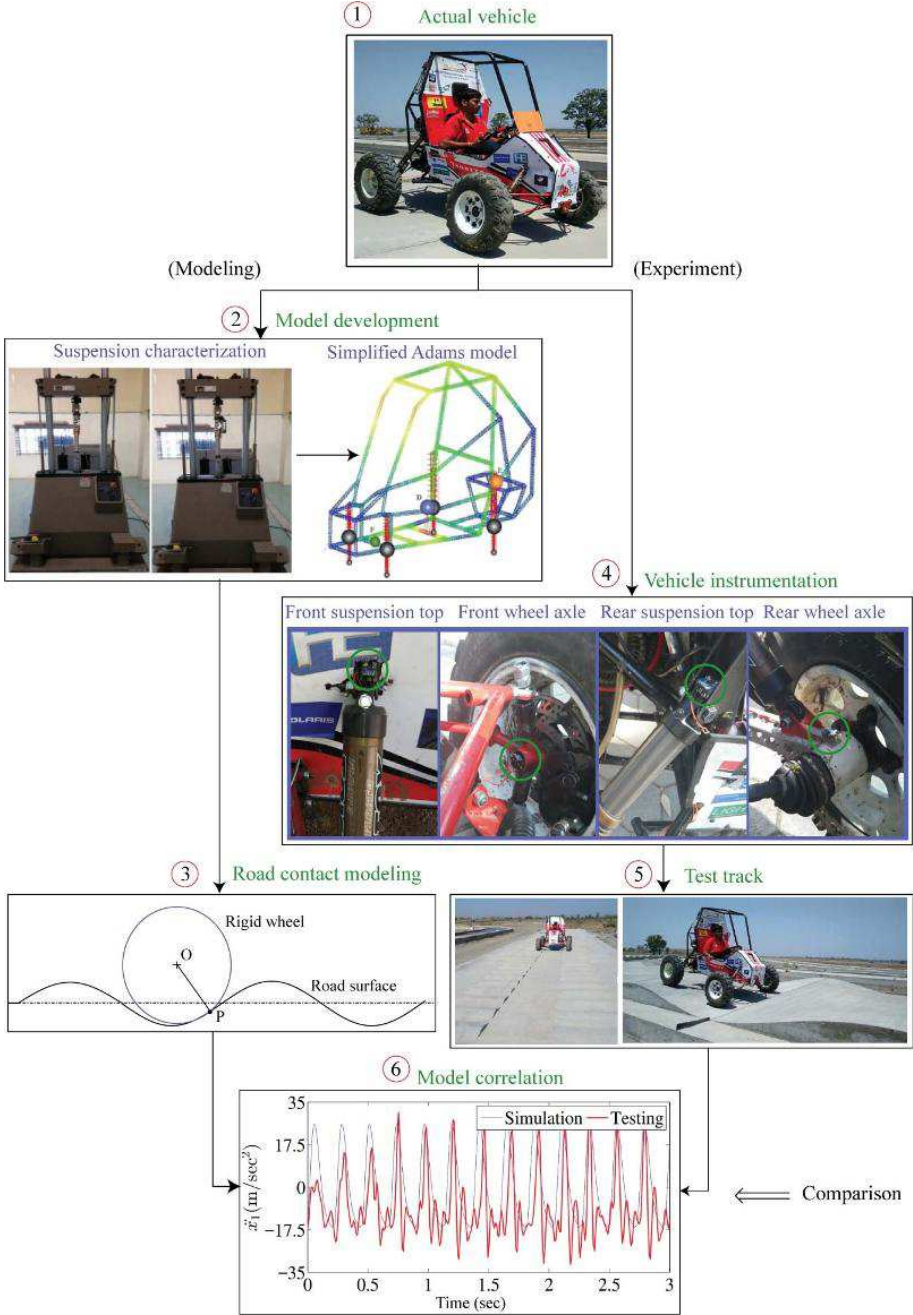 1 Actual vehicle
(Modeling) (Experiment)
2 Model development
Suspension characterization Simplified Adams model
D E
F
4 Vehicle instrumentation
Front suspension top Front wheel axle Rear suspension top Rear wheel axle
POLARIS
3 Road contact modeling
Rigid wheel
O
Road surface
P
5 Test track
6 Model correlation
Simulation Testing
35
17.5
0
−17.5
−35
ẍ₁(m/sec²)
0 0.5 1 1.5 2 2.5 3
Time (sec)
Comparison